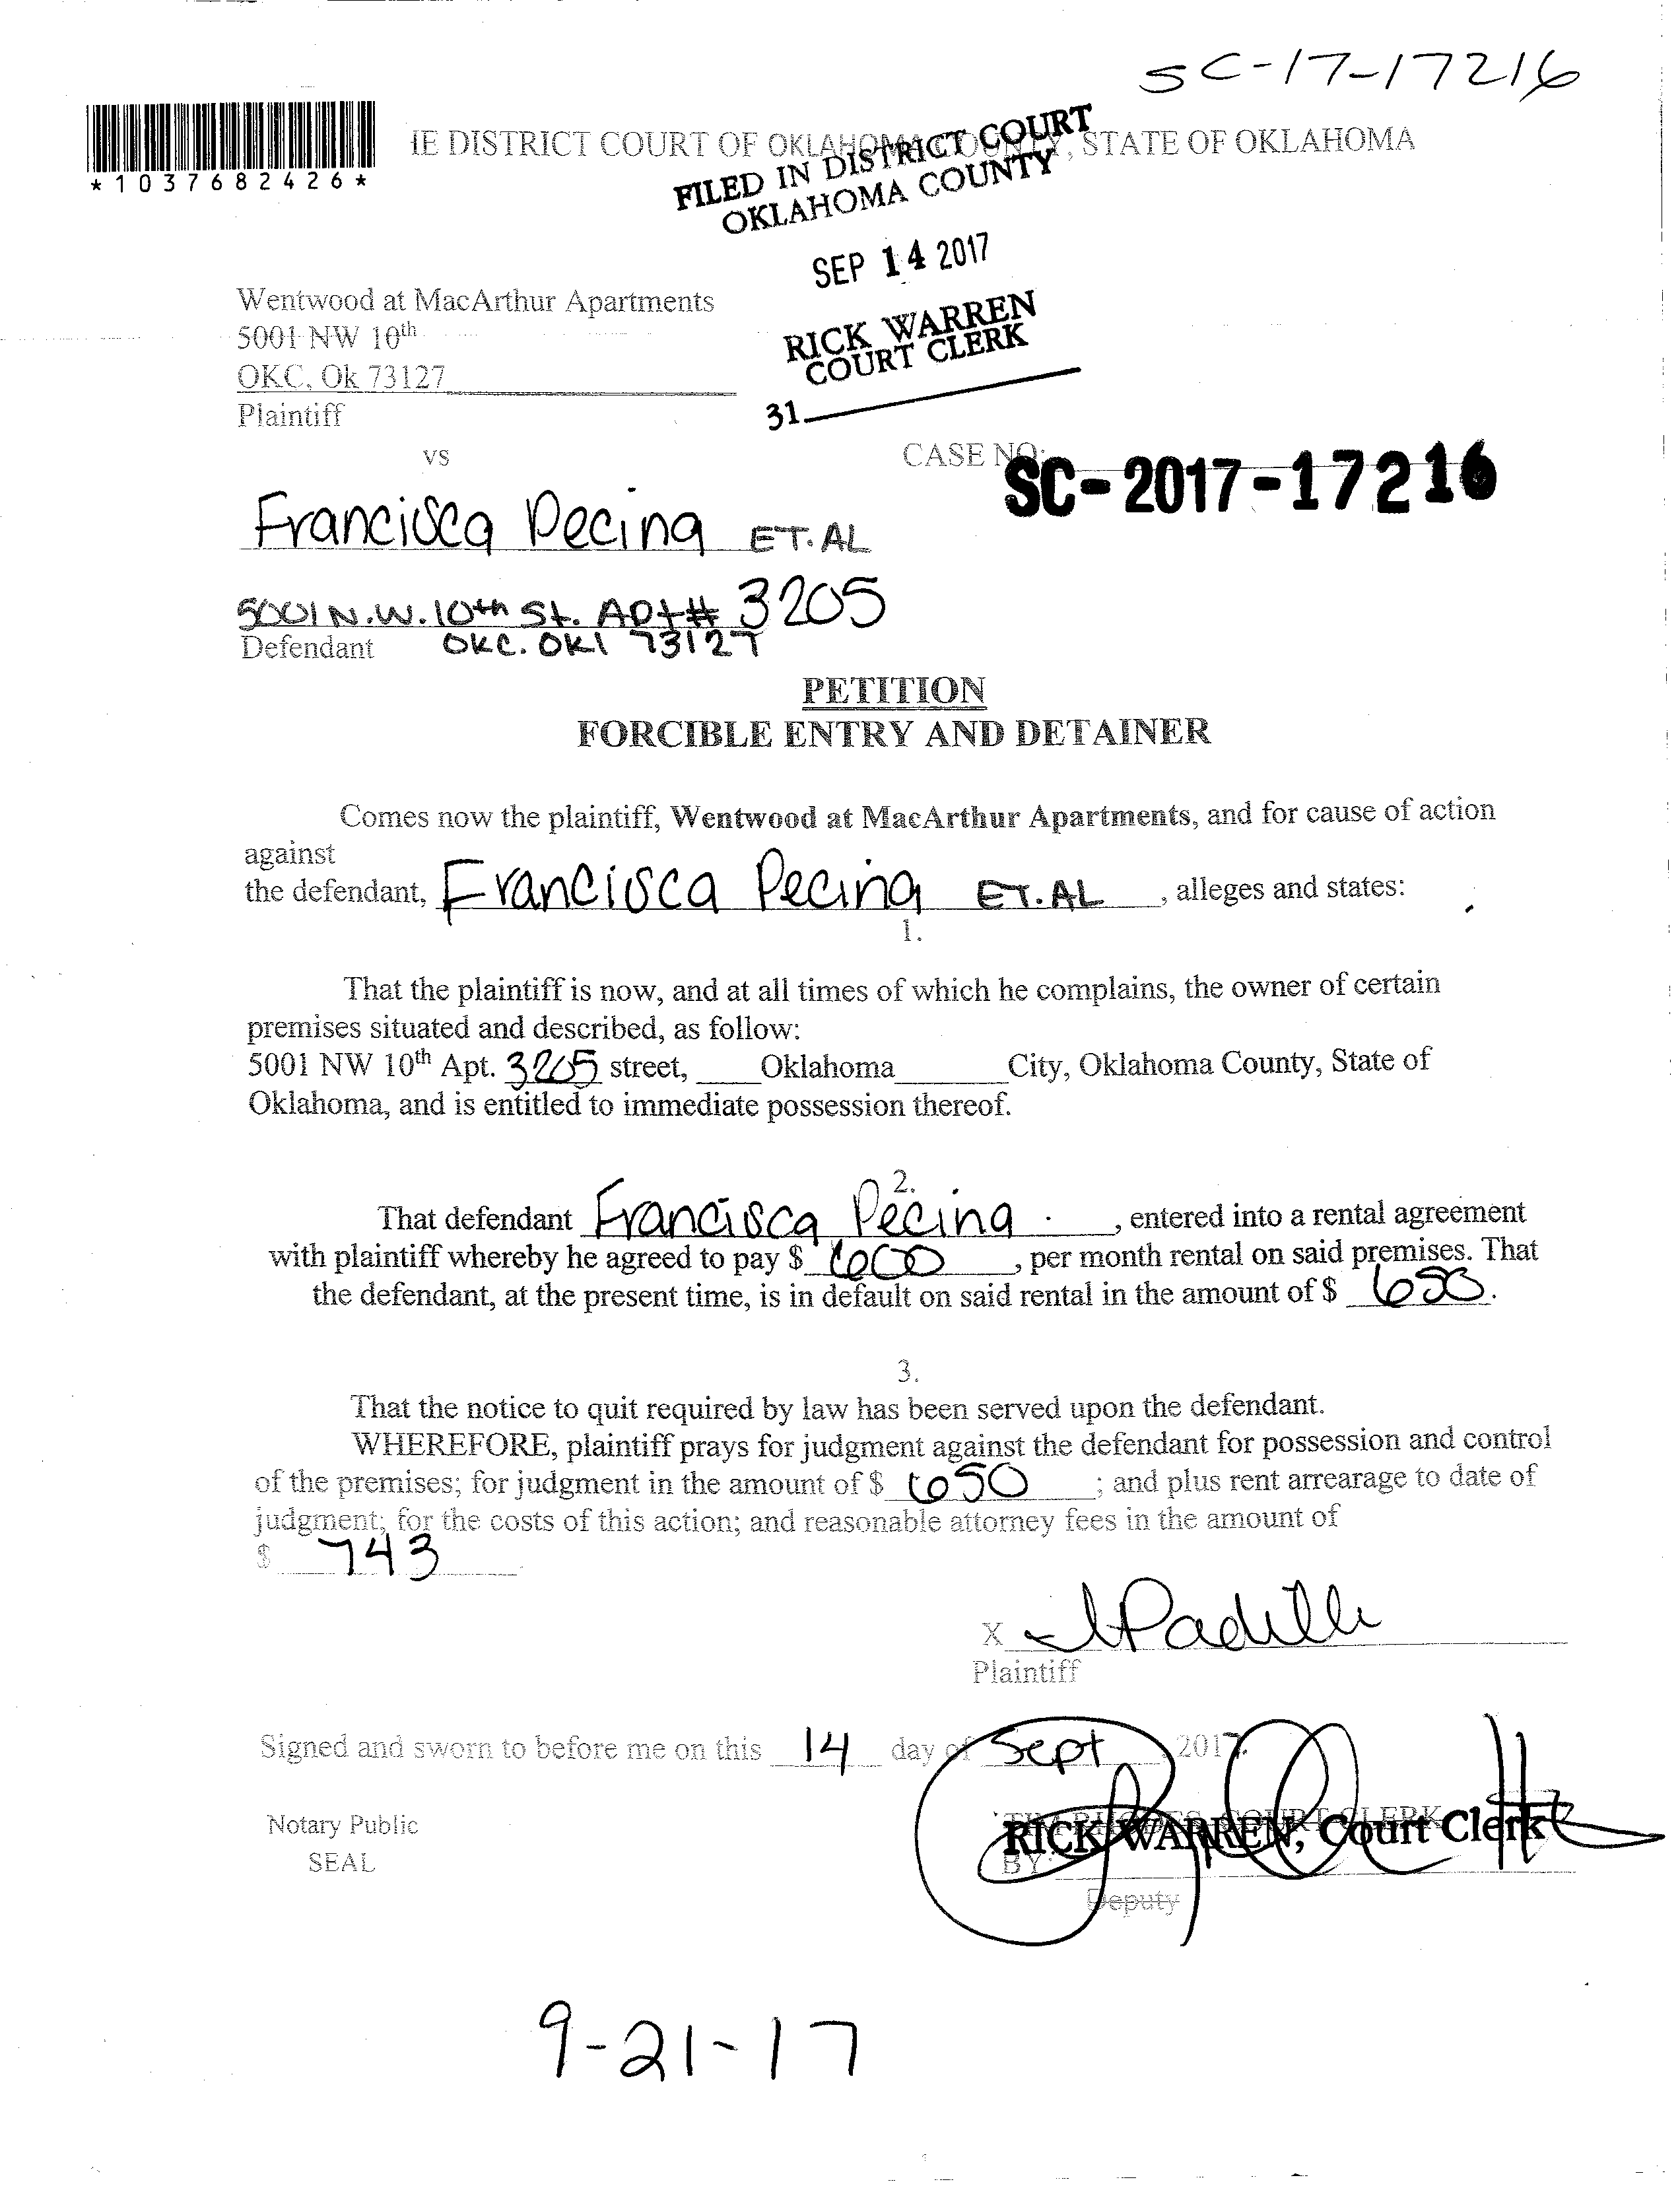 SC-17-17216
*1037682426*
IE DISTRICT COURT OF OKLAHOMA COUNTY, STATE OF OKLAHOMA
FILED IN DISTRICT COURT
OKLAHOMA COUNTY
SEP 14 2017
RICK WARREN
COURT CLERK
31
Wentwood at MacArthur Apartments
5001 NW 10th
OKC, Ok 73127
Plaintiff
vs
CASE NO:
SC-2017-17216
Francisca Pecina ET. AL
5001 N.W. 10th St. APt# 3205
Defendant OKC. OKl 73127
PETITION
FORCIBLE ENTRY AND DETAINER
Comes now the plaintiff, Wentwood at MacArthur Apartments, and for cause of action
against
the defendant, Francisca Pecina ET. AL, alleges and states:
1.
That the plaintiff is now, and at all times of which he complains, the owner of certain
premises situated and described, as follow:
5001 NW 10th Apt. 3205 street, Oklahoma City, Oklahoma County, State of
Oklahoma, and is entitled to immediate possession thereof.
2.
That defendant Francisca Pecina, entered into a rental agreement
with plaintiff whereby he agreed to pay $ 600, per month rental on said premises. That
the defendant, at the present time, is in default on said rental in the amount of $ 650.
3.
That the notice to quit required by law has been served upon the defendant.
WHEREFORE, plaintiff prays for judgment against the defendant for possession and control
of the premises; for judgment in the amount of $ 650; and plus rent arrearage to date of
judgment; for the costs of this action; and reasonable attorney fees in the amount of
$ 743
X Padilla
Plaintiff
Signed and sworn to before me on this 14 day of Sept, 2017.
Notary Public
SEAL
TIM RHODES, COURT CLERK
RICK WARREN, Court Clerk
BY:
Deputy
9-21-17